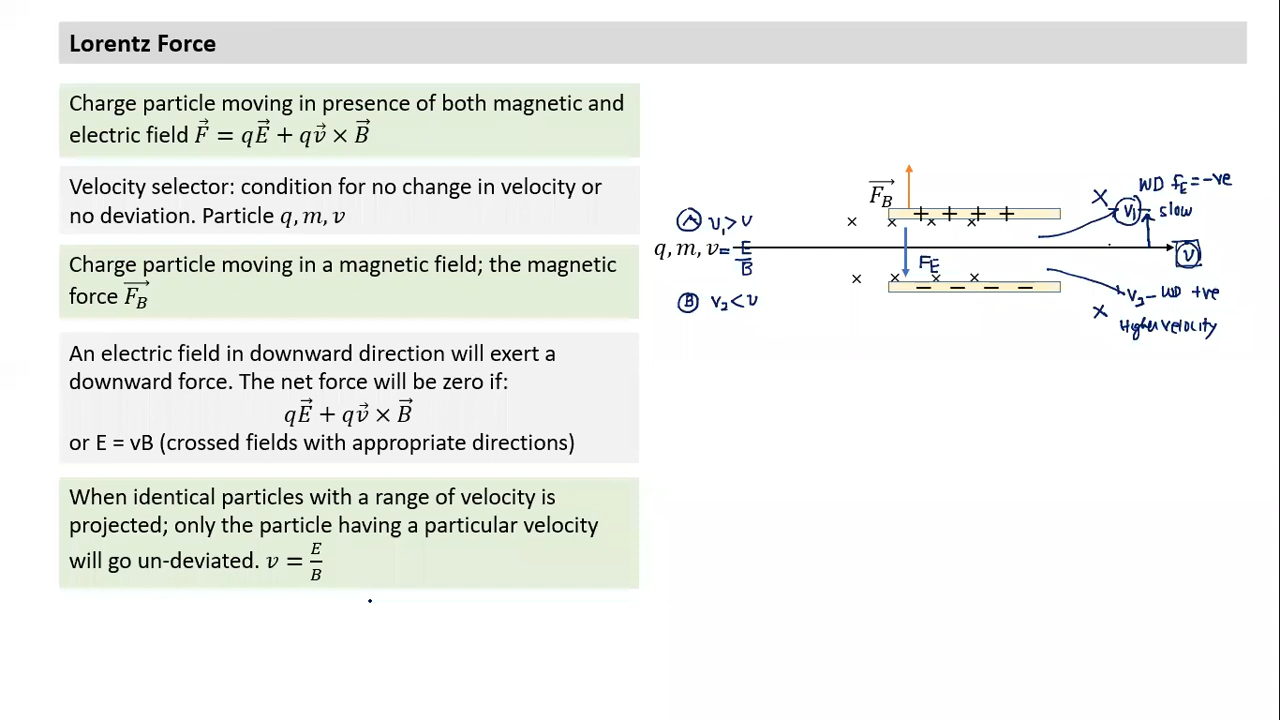 Lorentz Force
Charge particle moving in presence of both magnetic and
electric field F⃗ = qE⃗ + qv⃗ × B⃗
Velocity selector: condition for no change in velocity or
no deviation. Particle q, m, v
Charge particle moving in a magnetic field; the magnetic
force F_B⃗
An electric field in downward direction will exert a
downward force. The net force will be zero if:
qE⃗ + qv⃗ × B⃗
or E = vB (crossed fields with appropriate directions)
When identical particles with a range of velocity is
projected; only the particle having a particular velocity
will go un-deviated. v = E/B
F_B⃗
× × × ×
+ + + +
Ⓐ v₁ > v
q, m, v = E/B
Ⓑ v₂ < v
F_E
× × × ×
− − − −
× v₁ WD F_E = -ve
slow
v
v₂ - WD +ve
× Higher velocity